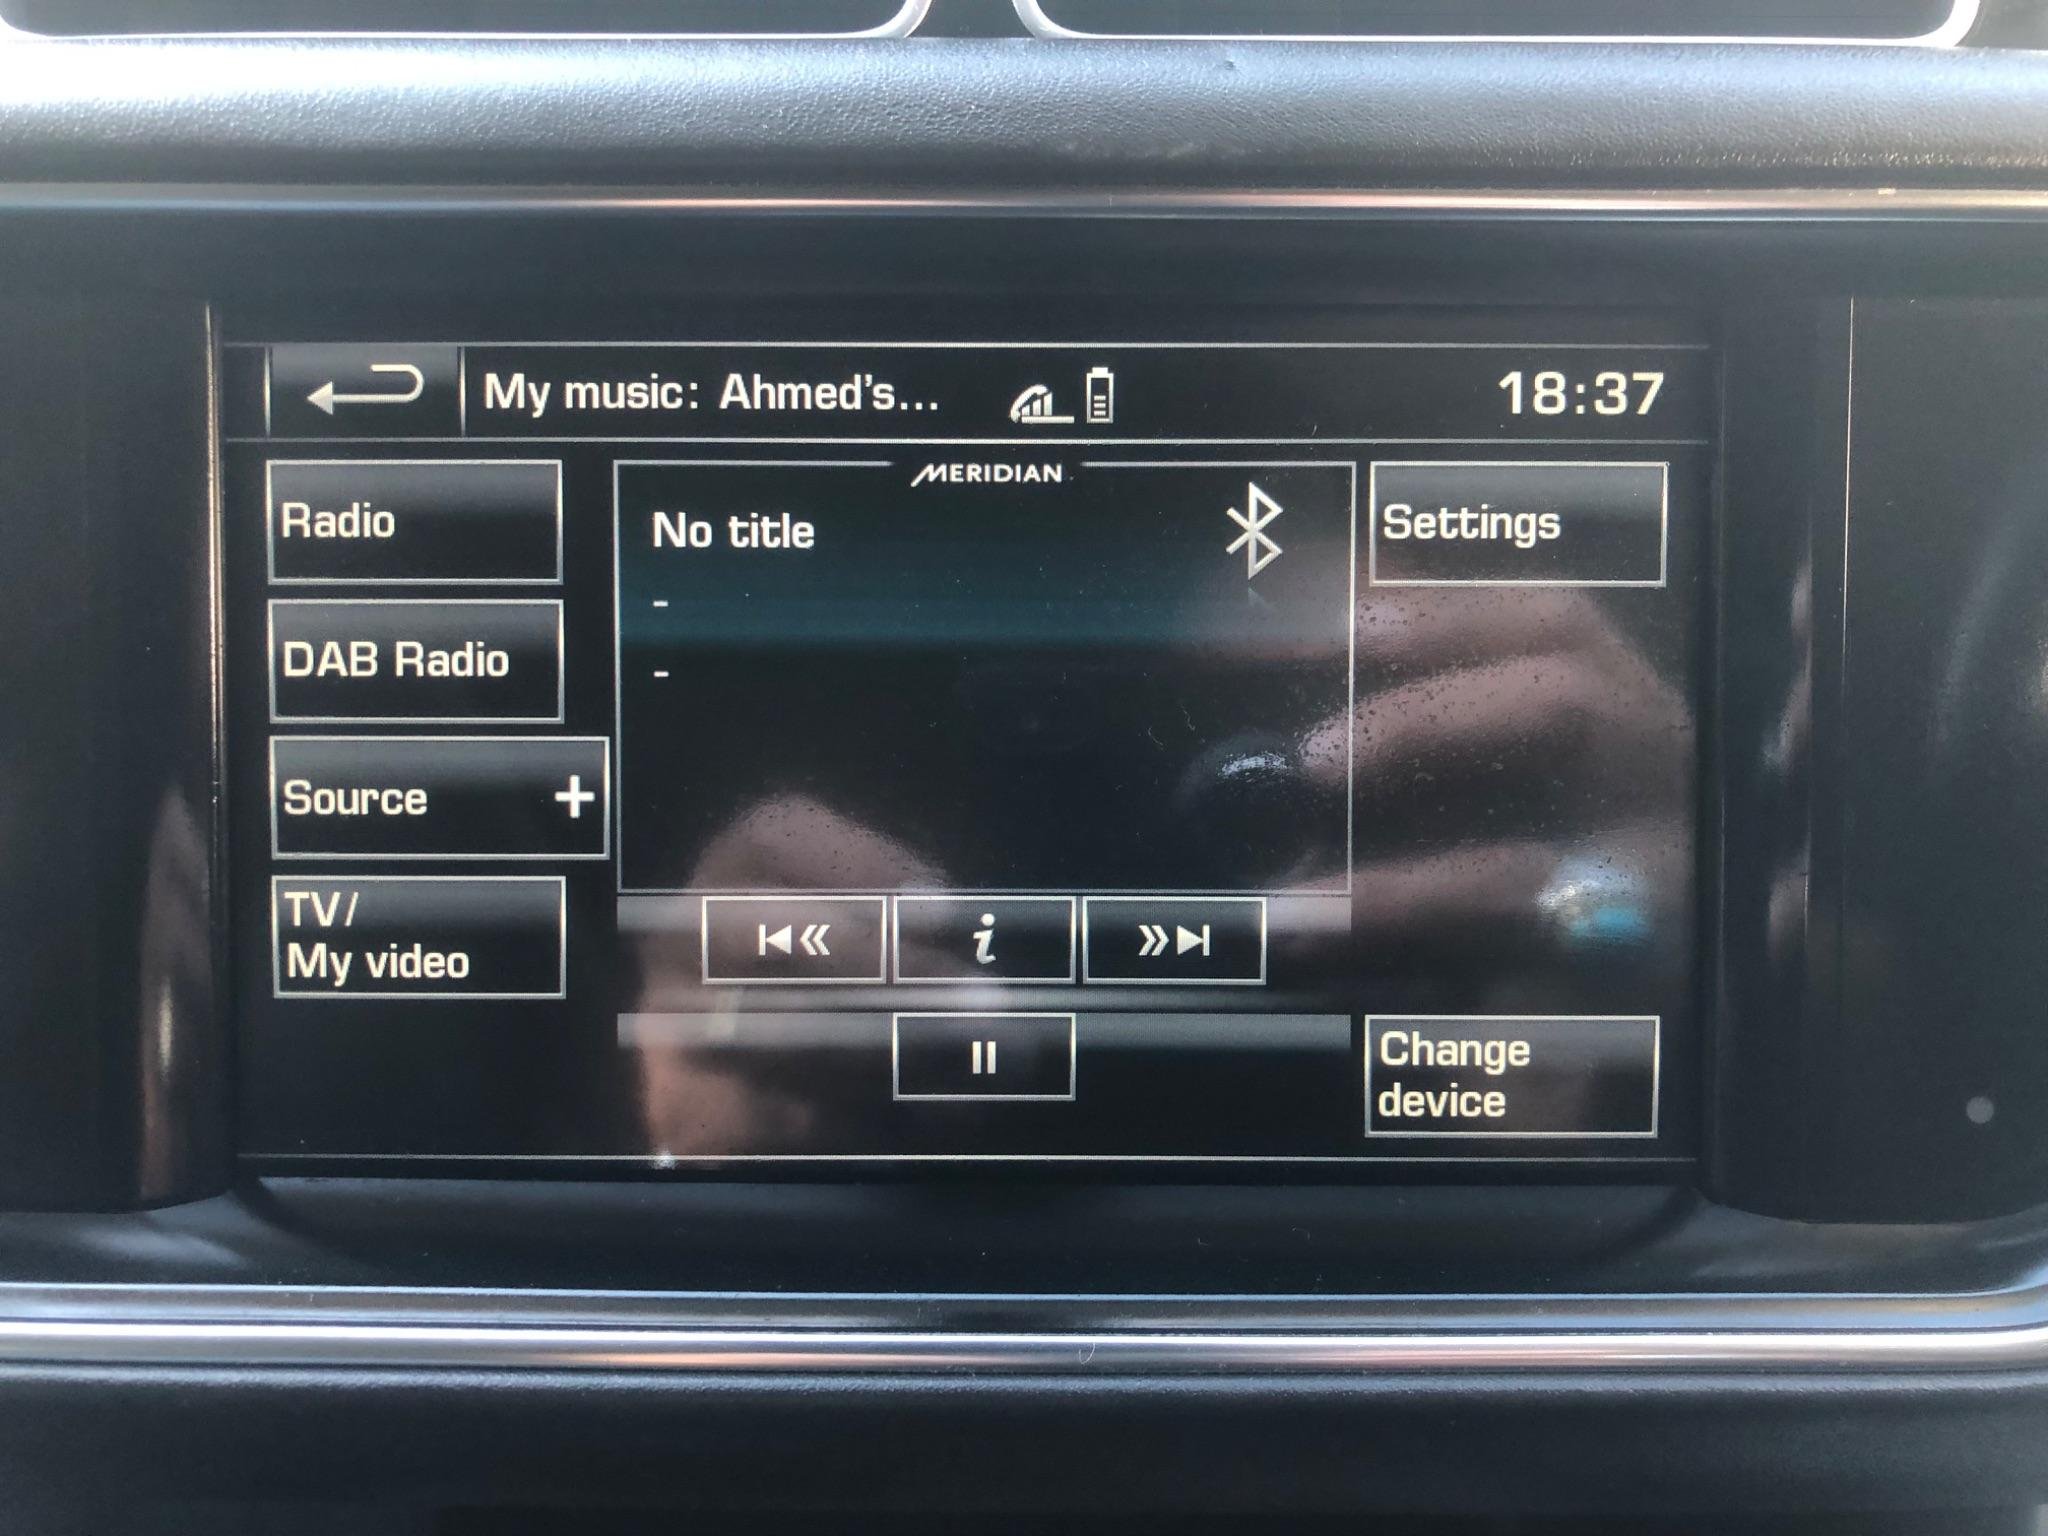 My music: Ahmed's...
18:37
Radio
DAB Radio
Source +
TV/
My video
MERIDIAN
No title
-
-
i
Settings
Change
device